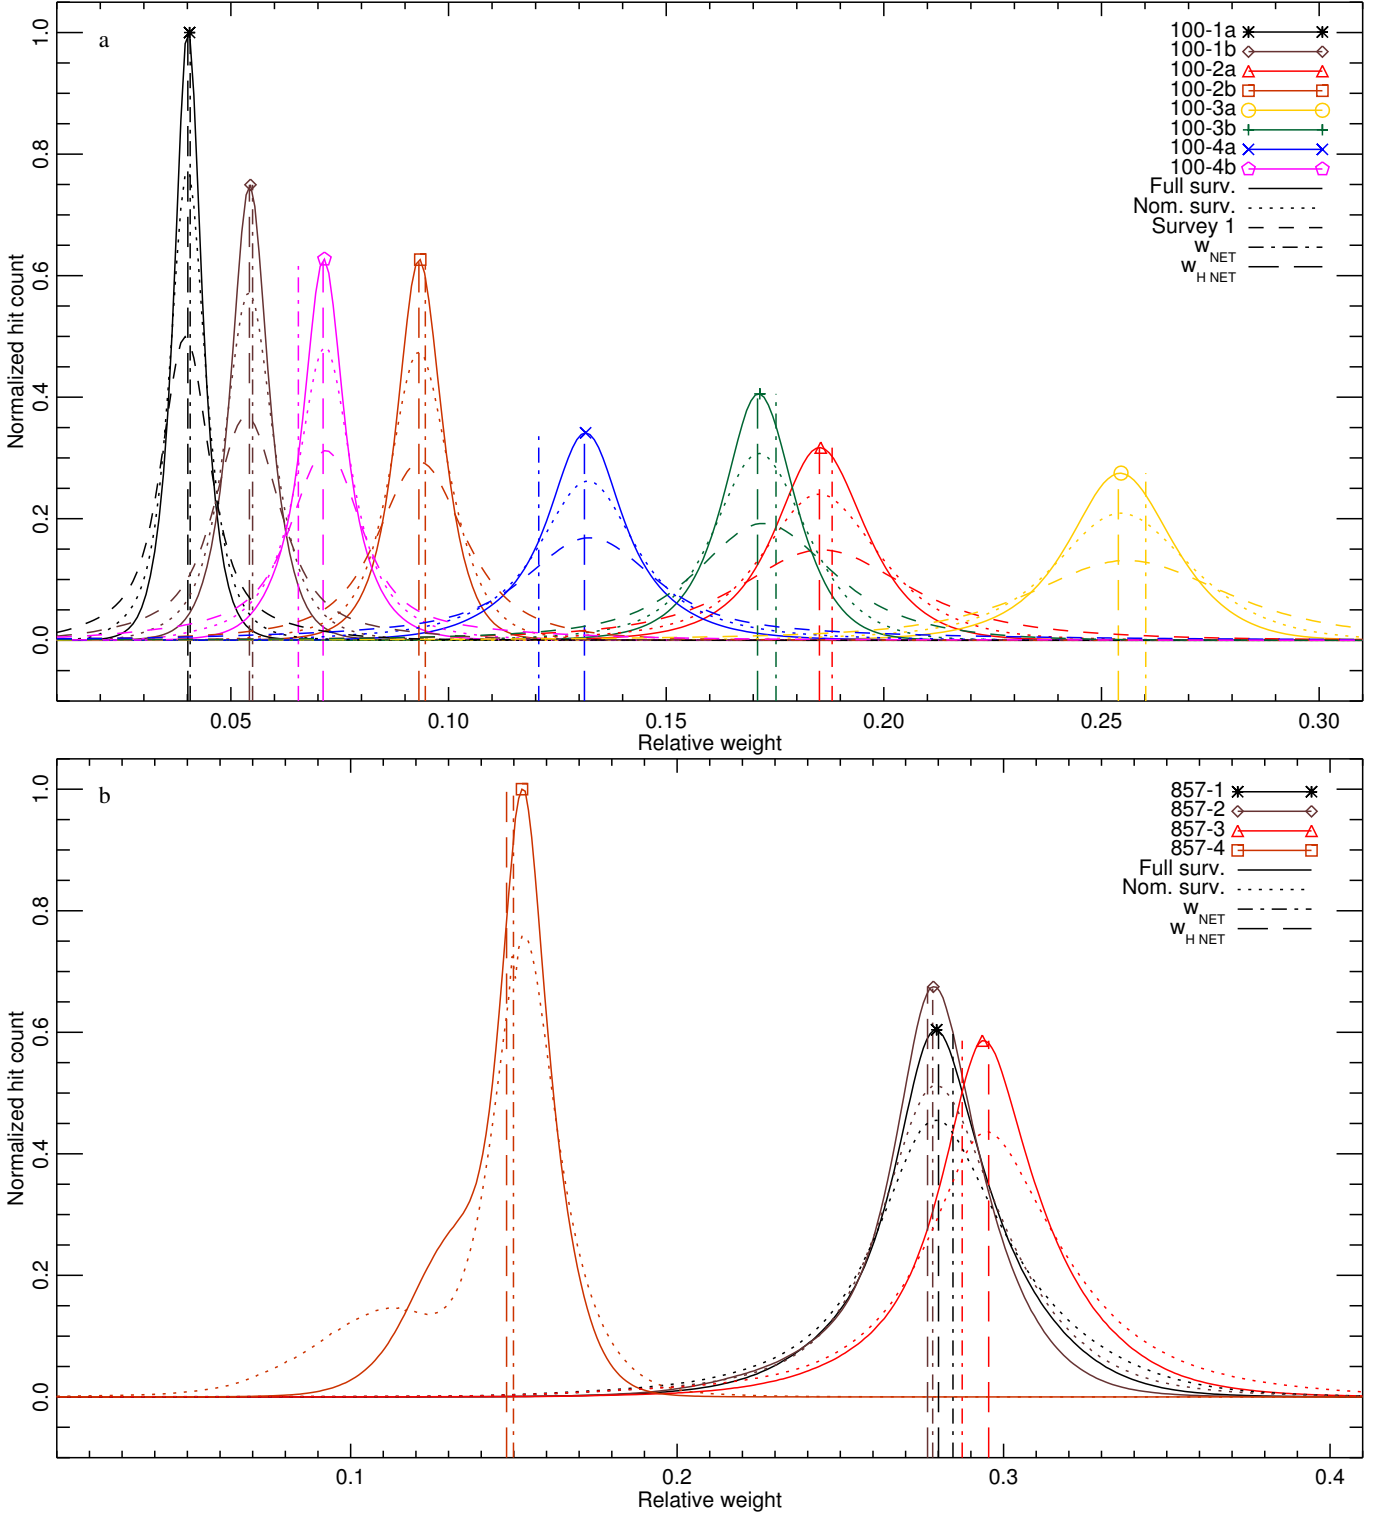 a
1.0
0.8
0.6
0.4
0.2
0.0
Normalized hit count
100-1a
100-1b
100-2a
100-2b
100-3a
100-3b
100-4a
100-4b
Full surv.
Nom. surv.
Survey 1
w NET
w H NET
0.05 0.10 0.15 0.20 0.25 0.30
Relative weight
b
1.0
0.8
0.6
0.4
0.2
0.0
Normalized hit count
857-1
857-2
857-3
857-4
Full surv.
Nom. surv.
w NET
w H NET
0.1 0.2 0.3 0.4
Relative weight